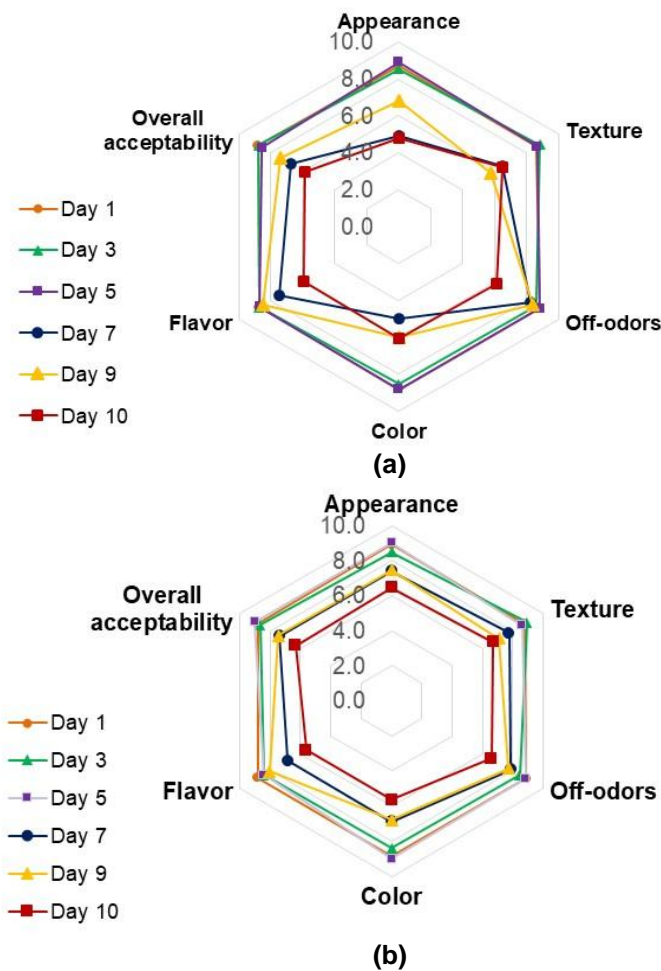 Appearance
10.0
8.0
6.0
4.0
2.0
0.0
Overall
acceptability
Texture
Flavor
Off-odors
Color
Day 1
Day 3
Day 5
Day 7
Day 9
Day 10
(a)
Appearance
10.0
8.0
6.0
4.0
2.0
0.0
Overall
acceptability
Texture
Flavor
Off-odors
Color
Day 1
Day 3
Day 5
Day 7
Day 9
Day 10
(b)